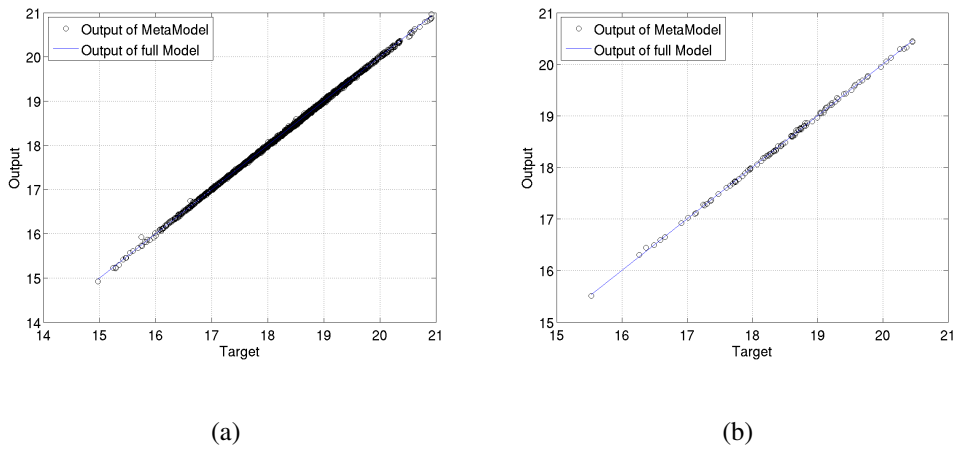 21
20
19
18
17
16
15
14
Output
14 15 16 17 18 19 20 21
Target
Output of MetaModel
Output of full Model
(a)
21
20
19
18
17
16
15
Output
15 16 17 18 19 20 21
Target
Output of MetaModel
Output of full Model
(b)